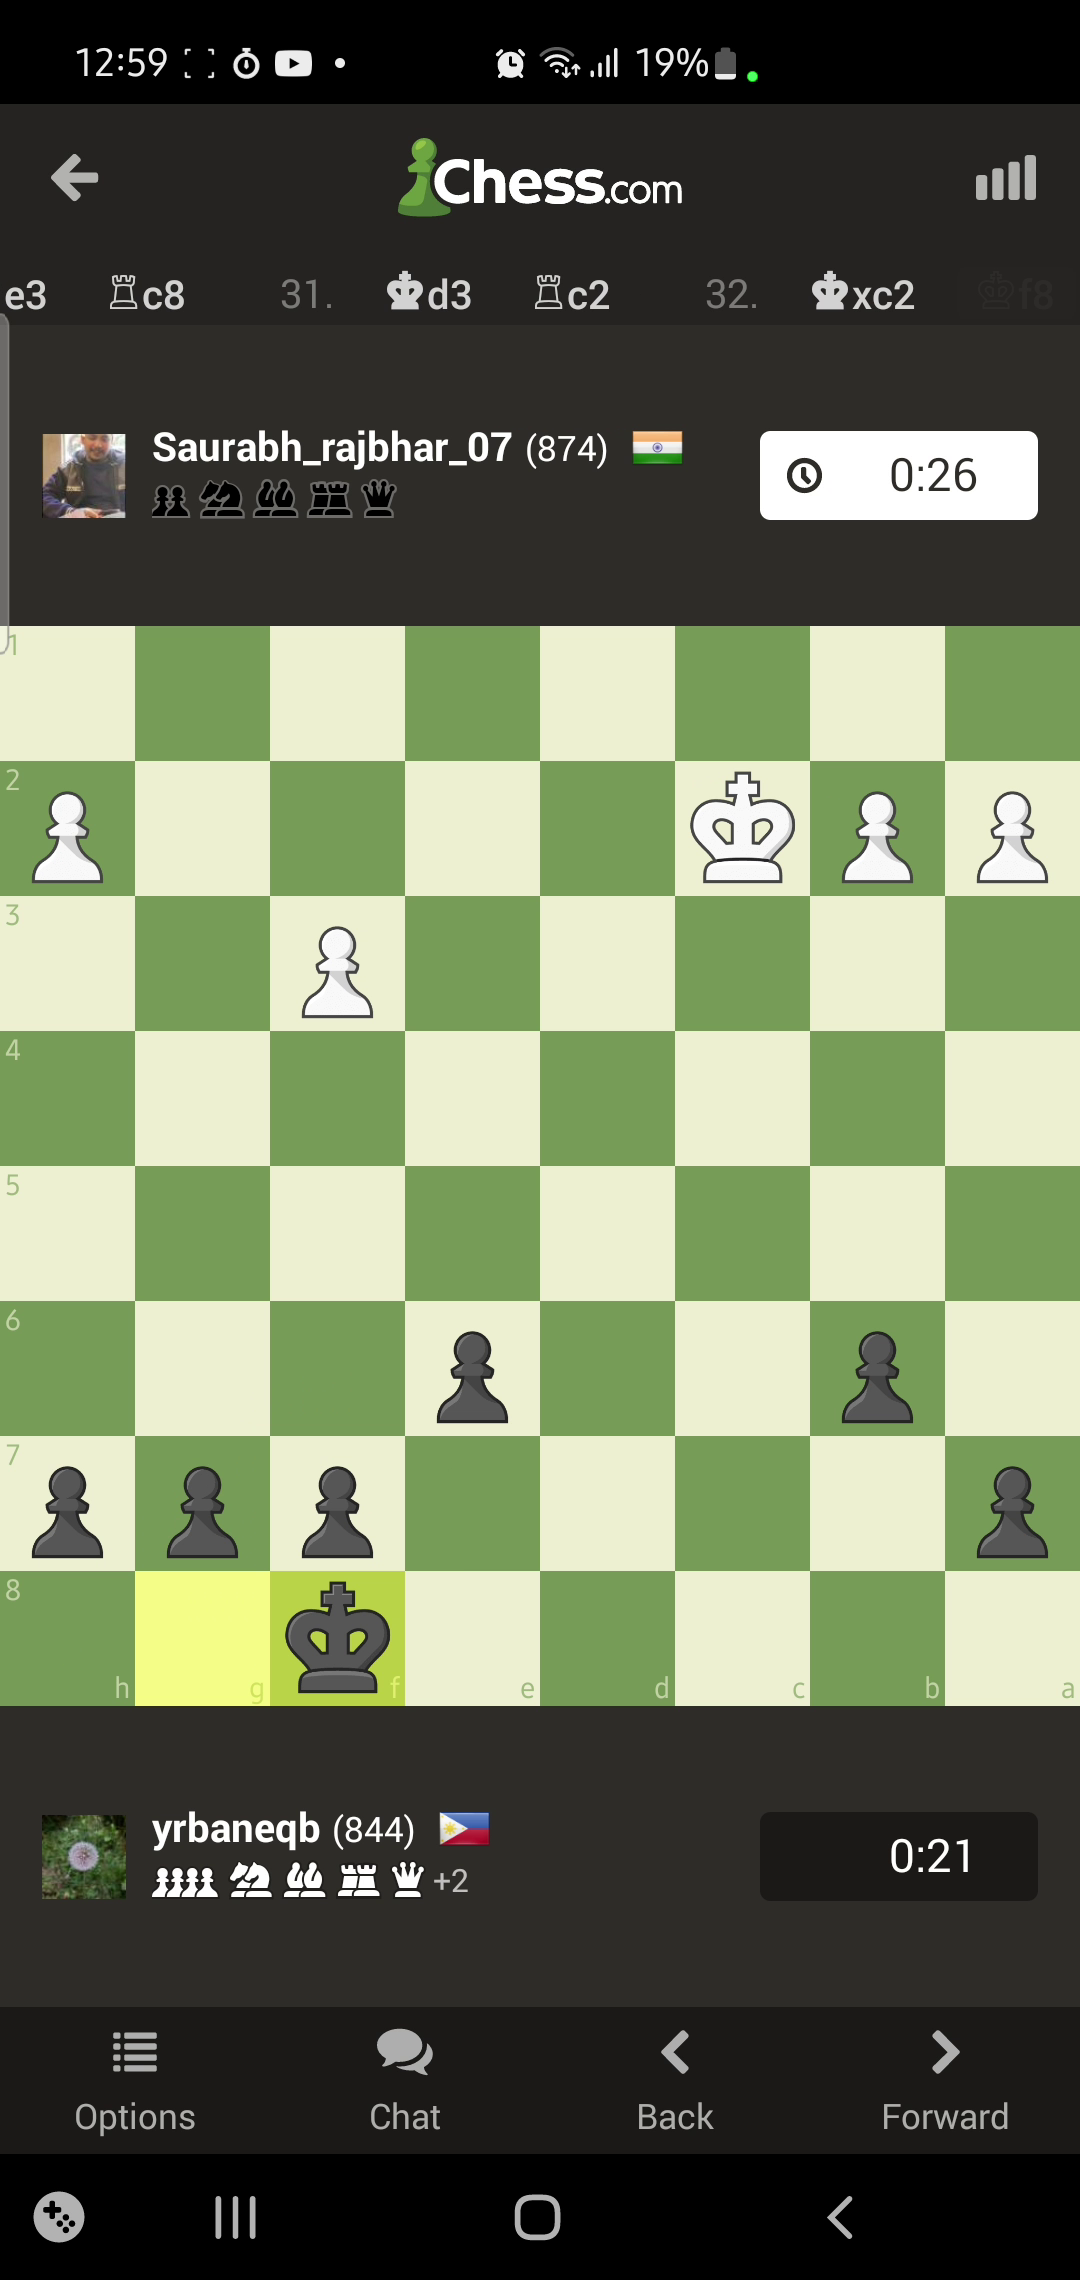 12:59 19%
Chess.com
e3 c8 31. d3 c2 32. xc2 f8
Saurabh_rajbhar_07 (874) 0:26
1
2
3
4
5
6
7
8
h g f e d c b a
yrbaneqb (844) 0:21
+2
Options Chat Back Forward